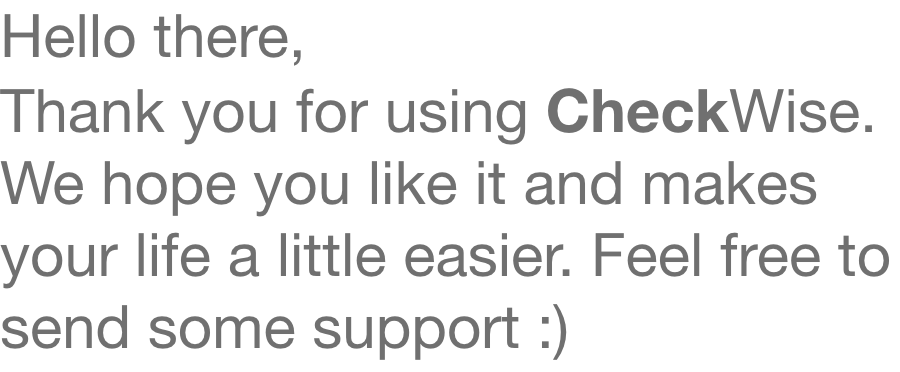 Hello there,
Thank you for using CheckWise.
We hope you like it and makes
your life a little easier. Feel free to
send some support :)